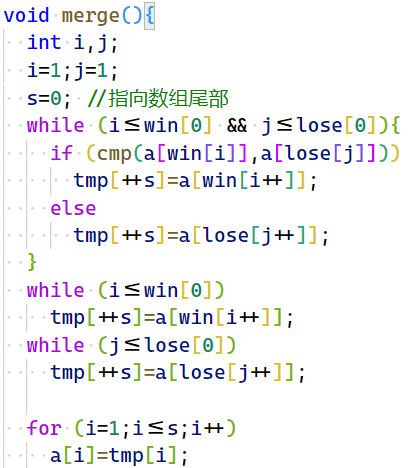 void merge(){
  int i,j;
  i=1;j=1;
  s=0; //指向数组尾部
  while (i≤win[0] && j≤lose[0]){
    if (cmp(a[win[i]],a[lose[j]]))
      tmp[++s]=a[win[i++]];
    else
      tmp[++s]=a[lose[j++]];
  }
  while (i≤win[0])
    tmp[++s]=a[win[i++]];
  while (j≤lose[0])
    tmp[++s]=a[lose[j++]];

  for (i=1;i≤s;i++)
    a[i]=tmp[i];